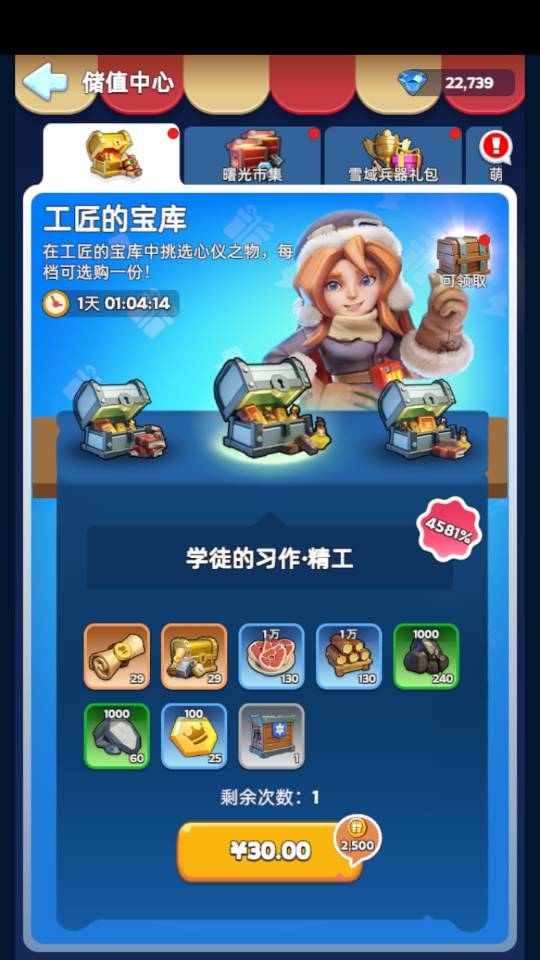 储值中心
22,739
曙光市集
雪域兵器礼包
萌
工匠的宝库
在工匠的宝库中挑选心仪之物，每
档可选购一份！
1天 01:04:14
可领取
4581%
学徒的习作·精工
29
29
1万
130
1万
130
1000
240
1000
60
100
25
1
剩余次数：1
¥30.00
2,500